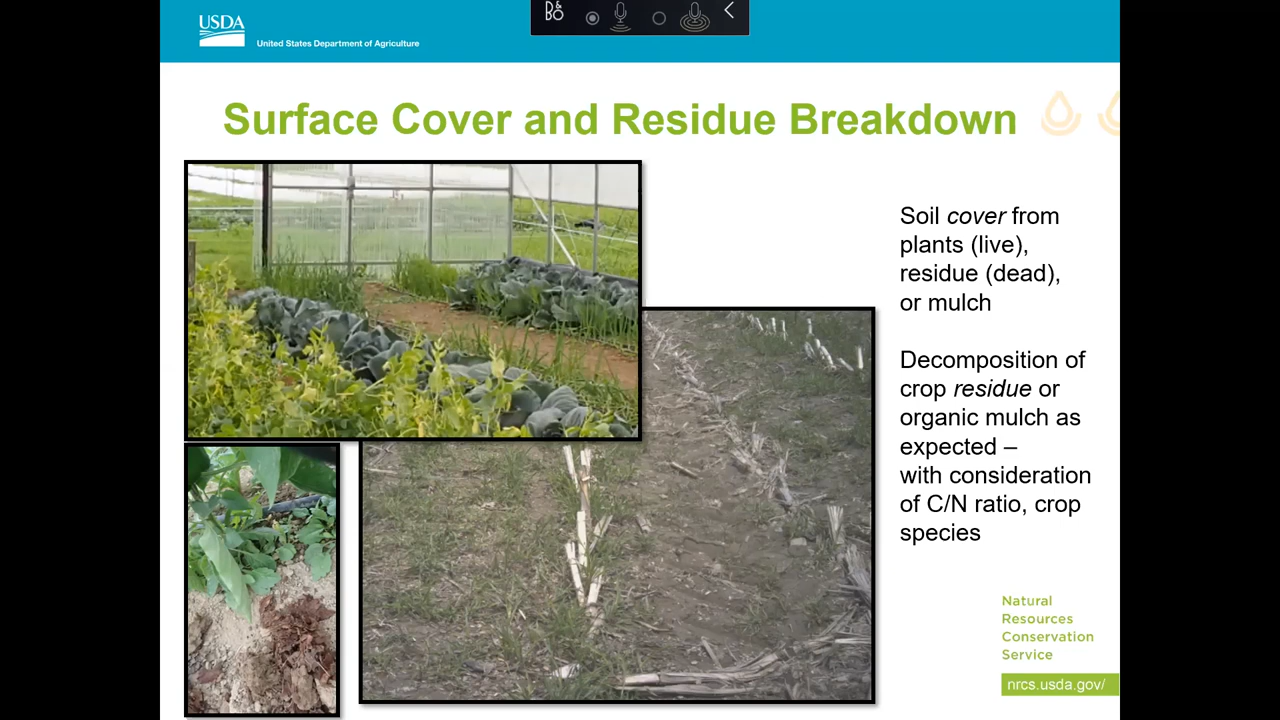 B&O
USDA
United States Department of Agriculture
Surface Cover and Residue Breakdown
Soil cover from
plants (live),
residue (dead),
or mulch
Decomposition of
crop residue or
organic mulch as
expected –
with consideration
of C/N ratio, crop
species
Natural
Resources
Conservation
Service
nrcs.usda.gov/